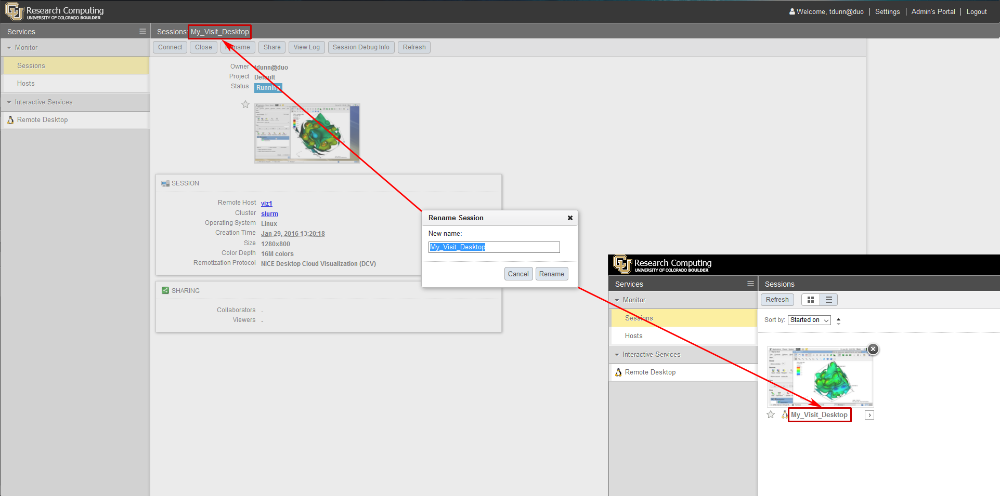 Research Computing
UNIVERSITY OF COLORADO BOULDER
Welcome, tdunn@duo
Settings
Admin's Portal
Logout
Services
Sessions
My_Visit_Desktop
Monitor
Sessions
Hosts
Interactive Services
Remote Desktop
Connect
Close
Rename
Share
View Log
Session Debug Info
Refresh
Owner tdunn@duo
Project Default
Status Running
SESSION
Remote Host viz1
Cluster slurm
Operating System Linux
Creation Time Jan 29, 2016 13:20:18
Size 1280x800
Color Depth 16M colors
Remotization Protocol NICE Desktop Cloud Visualization (DCV)
SHARING
Collaborators -
Viewers -
Rename Session
New name:
My_Visit_Desktop
Cancel
Rename
Research Computing
UNIVERSITY OF COLORADO BOULDER
Services
Sessions
Monitor
Sessions
Hosts
Interactive Services
Remote Desktop
Refresh
Sort by: Started on
My_Visit_Desktop